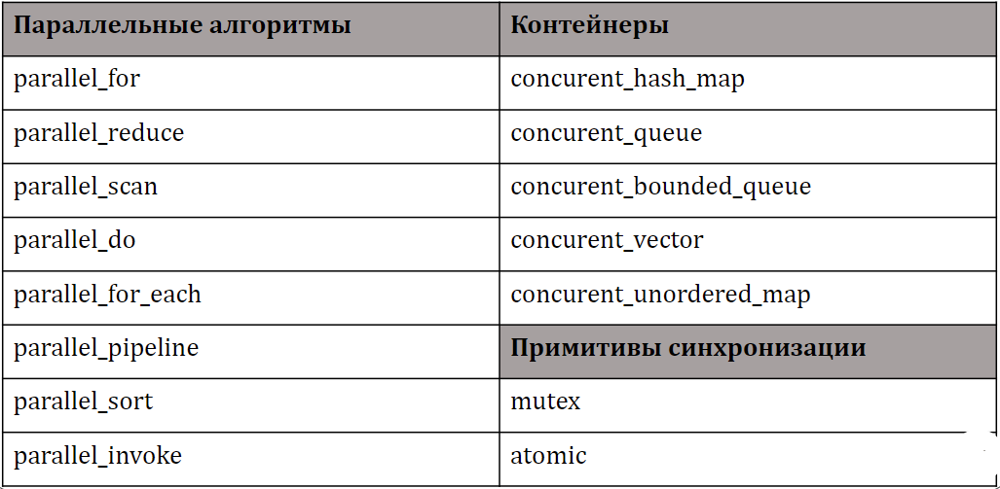 Параллельные алгоритмы Контейнеры
parallel_for concurent_hash_map
parallel_reduce concurent_queue
parallel_scan concurent_bounded_queue
parallel_do concurent_vector
parallel_for_each concurent_unordered_map
parallel_pipeline Примитивы синхронизации
parallel_sort mutex
parallel_invoke atomic